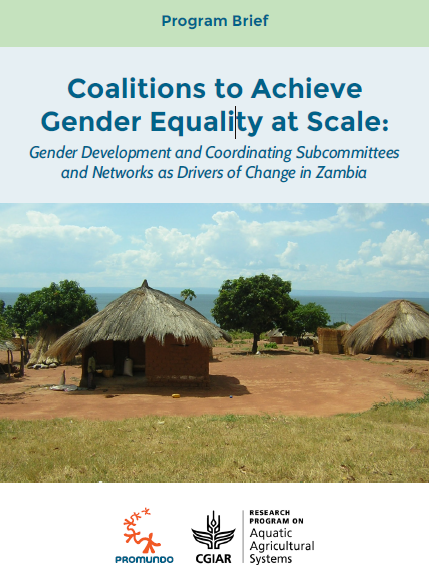 Program Brief
Coalitions to Achieve
Gender Equality at Scale:
Gender Development and Coordinating Subcommittees
and Networks as Drivers of Change in Zambia
PROMUNDO
CGIAR
RESEARCH
PROGRAM ON
Aquatic
Agricultural
Systems